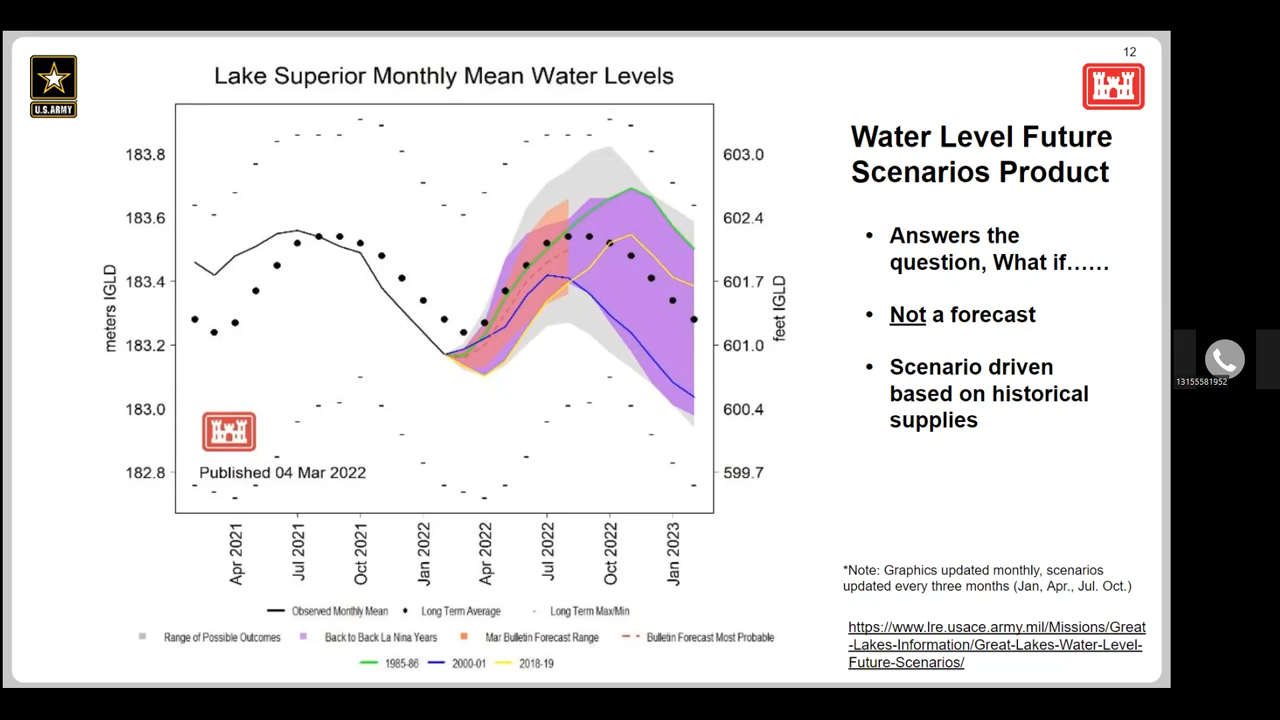 12
U.S.ARMY
Lake Superior Monthly Mean Water Levels
183.8
183.6
183.4
183.2
183.0
182.8
meters IGLD
603.0
602.4
601.7
601.0
600.4
599.7
feet IGLD
Published 04 Mar 2022
Apr 2021
Jul 2021
Oct 2021
Jan 2022
Apr 2022
Jul 2022
Oct 2022
Jan 2023
Observed Monthly Mean
Long Term Average
Long Term Max/Min
Range of Possible Outcomes
Back to Back La Nina Years
Mar Bulletin Forecast Range
Bulletin Forecast Most Probable
1985-86
2000-01
2018-19
Water Level Future
Scenarios Product
• Answers the
question, What if……
• Not a forecast
• Scenario driven
based on historical
supplies
*Note: Graphics updated monthly, scenarios
updated every three months (Jan, Apr., Jul. Oct.)
https://www.lre.usace.army.mil/Missions/Great
-Lakes-Information/Great-Lakes-Water-Level-
Future-Scenarios/
13155581952